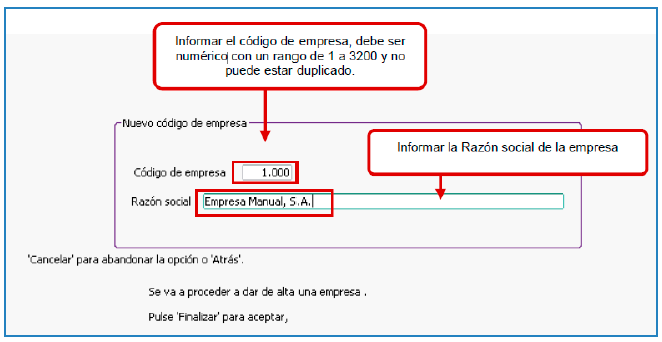 Informar el código de empresa, debe ser
numérico con un rango de 1 a 3200 y no
puede estar duplicado.
Nuevo código de empresa
Informar la Razón social de la empresa
Código de empresa 1.000
Razón social Empresa Manual, S.A.
'Cancelar' para abandonar la opción o 'Atrás'.
Se va a proceder a dar de alta una empresa .
Pulse 'Finalizar' para aceptar,